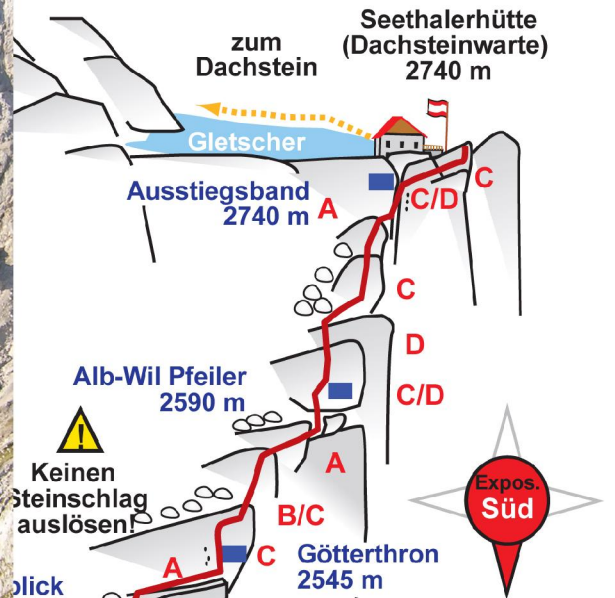 Seethalerhütte
(Dachsteinwarte)
2740 m
zum
Dachstein
Gletscher
Ausstiegsband
2740 m
A
C/D
C
C
D
Alb-Wil Pfeiler
2590 m
C/D
A
Keinen
Steinschlag
auslösen!
Expos.
Süd
B/C
C
Götterthron
2545 m
A
blick